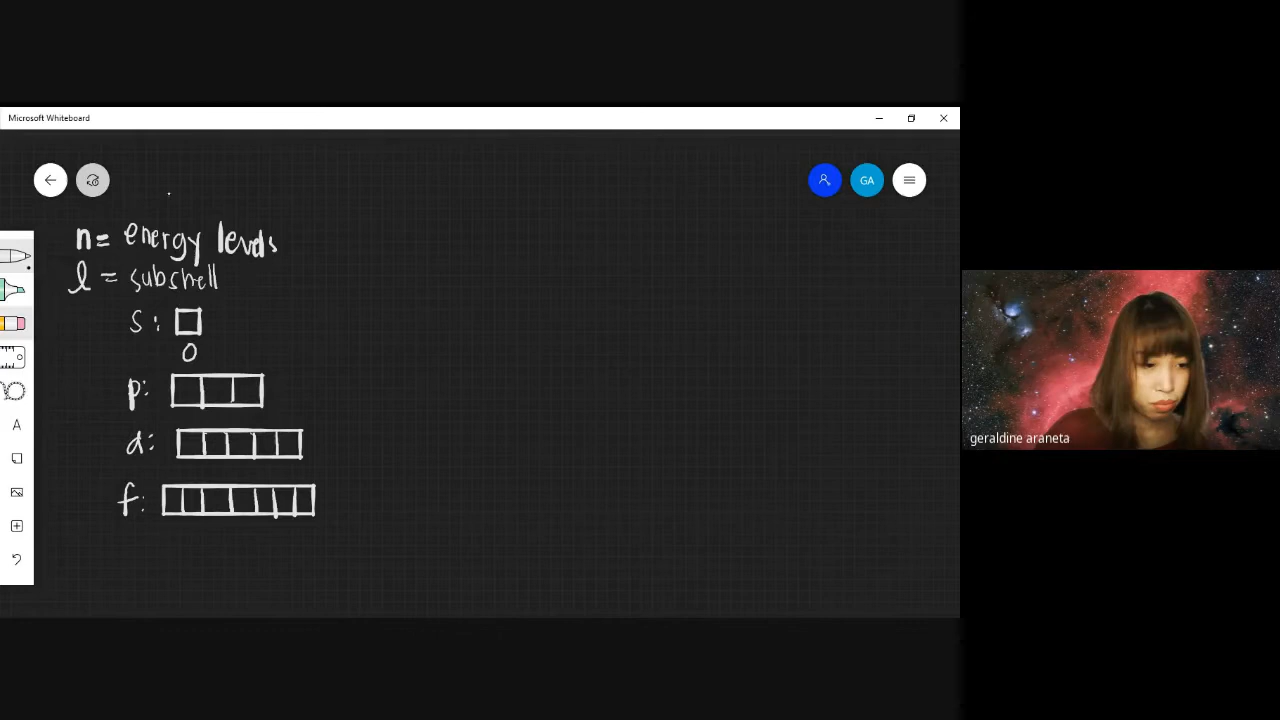 Microsoft Whiteboard
GA
n = energy levels
l = subshell
s :
0
p:
d:
f:
A
geraldine araneta